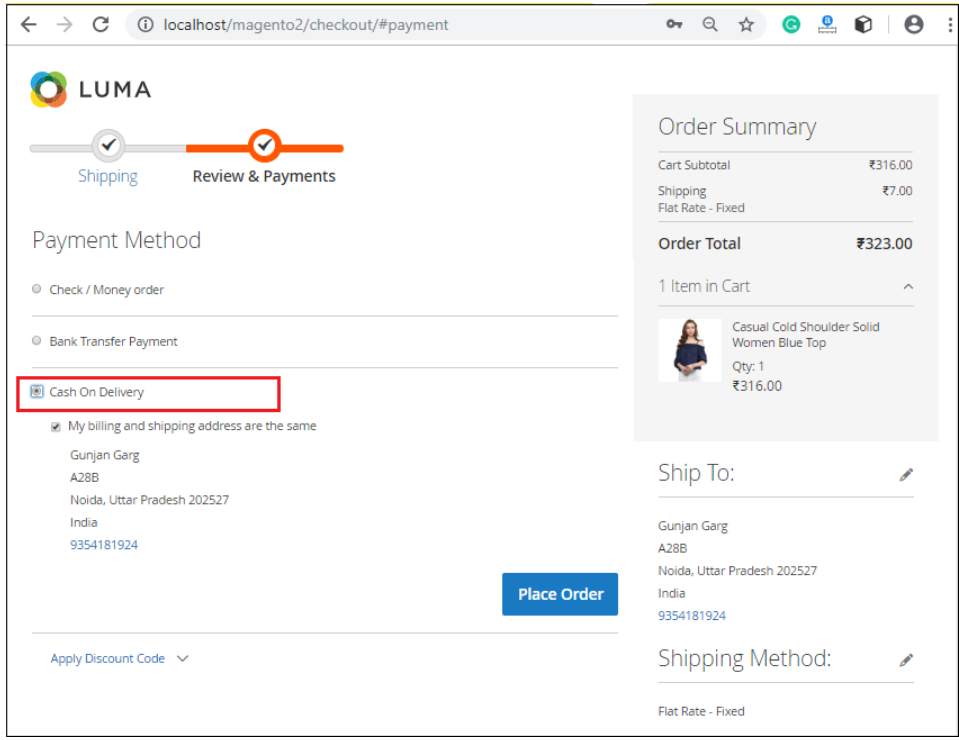 localhost/magento2/checkout/#payment
LUMA
Shipping
Review & Payments
Payment Method
Check / Money order
Bank Transfer Payment
Cash On Delivery
My billing and shipping address are the same
Gunjan Garg
A28B
Noida, Uttar Pradesh 202527
India
9354181924
Place Order
Apply Discount Code
Order Summary
Cart Subtotal ₹316.00
Shipping ₹7.00
Flat Rate - Fixed
Order Total ₹323.00
1 Item in Cart
Casual Cold Shoulder Solid
Women Blue Top
Qty: 1
₹316.00
Ship To:
Gunjan Garg
A28B
Noida, Uttar Pradesh 202527
India
9354181924
Shipping Method:
Flat Rate - Fixed